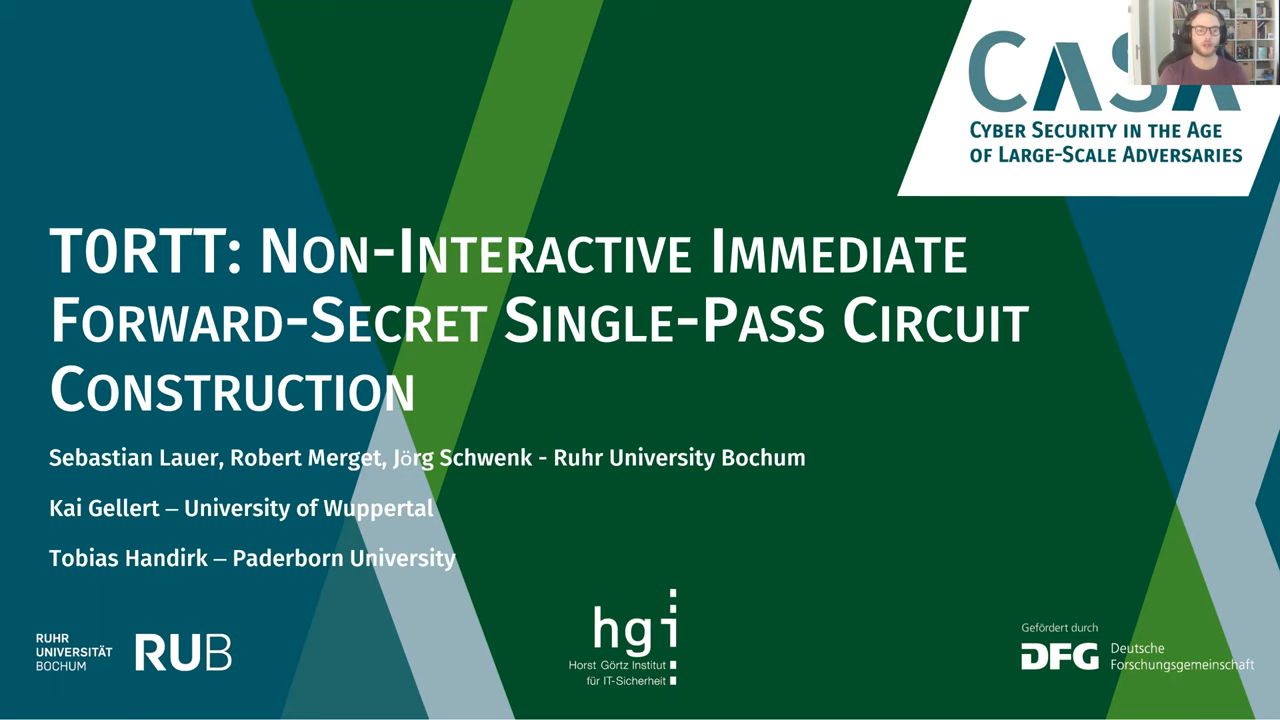 CASA
CYBER SECURITY IN THE AGE
OF LARGE-SCALE ADVERSARIES
T0RTT: NON-INTERACTIVE IMMEDIATE
FORWARD-SECRET SINGLE-PASS CIRCUIT
CONSTRUCTION
Sebastian Lauer, Robert Merget, Jörg Schwenk - Ruhr University Bochum
Kai Gellert – University of Wuppertal
Tobias Handirk – Paderborn University
RUHR
UNIVERSITÄT
BOCHUM
RUB
hgi
Horst Görtz Institut
für IT-Sicherheit
Gefördert durch
DFG
Deutsche
Forschungsgemeinschaft